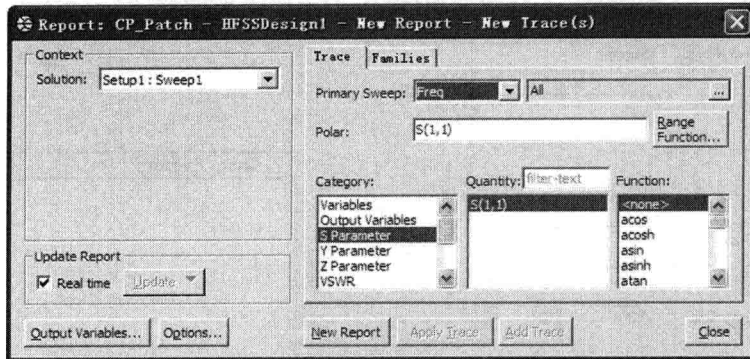 Report: CP_Patch - HFSSDesign1 - New Report - New Trace(s)
Context
Solution: Setup1 : Sweep1
Update Report
Real time Update
Output Variables... Options...
Trace Families
Primary Sweep: Freq All ...
Polar: S(1,1) Range Function...
Category: Quantity: filter-text Function:
Variables
Output Variables
S Parameter
Y Parameter
Z Parameter
VSWR
S(1,1)
<none>
acos
acosh
asin
asinh
atan
New Report Apply Trace Add Trace Close